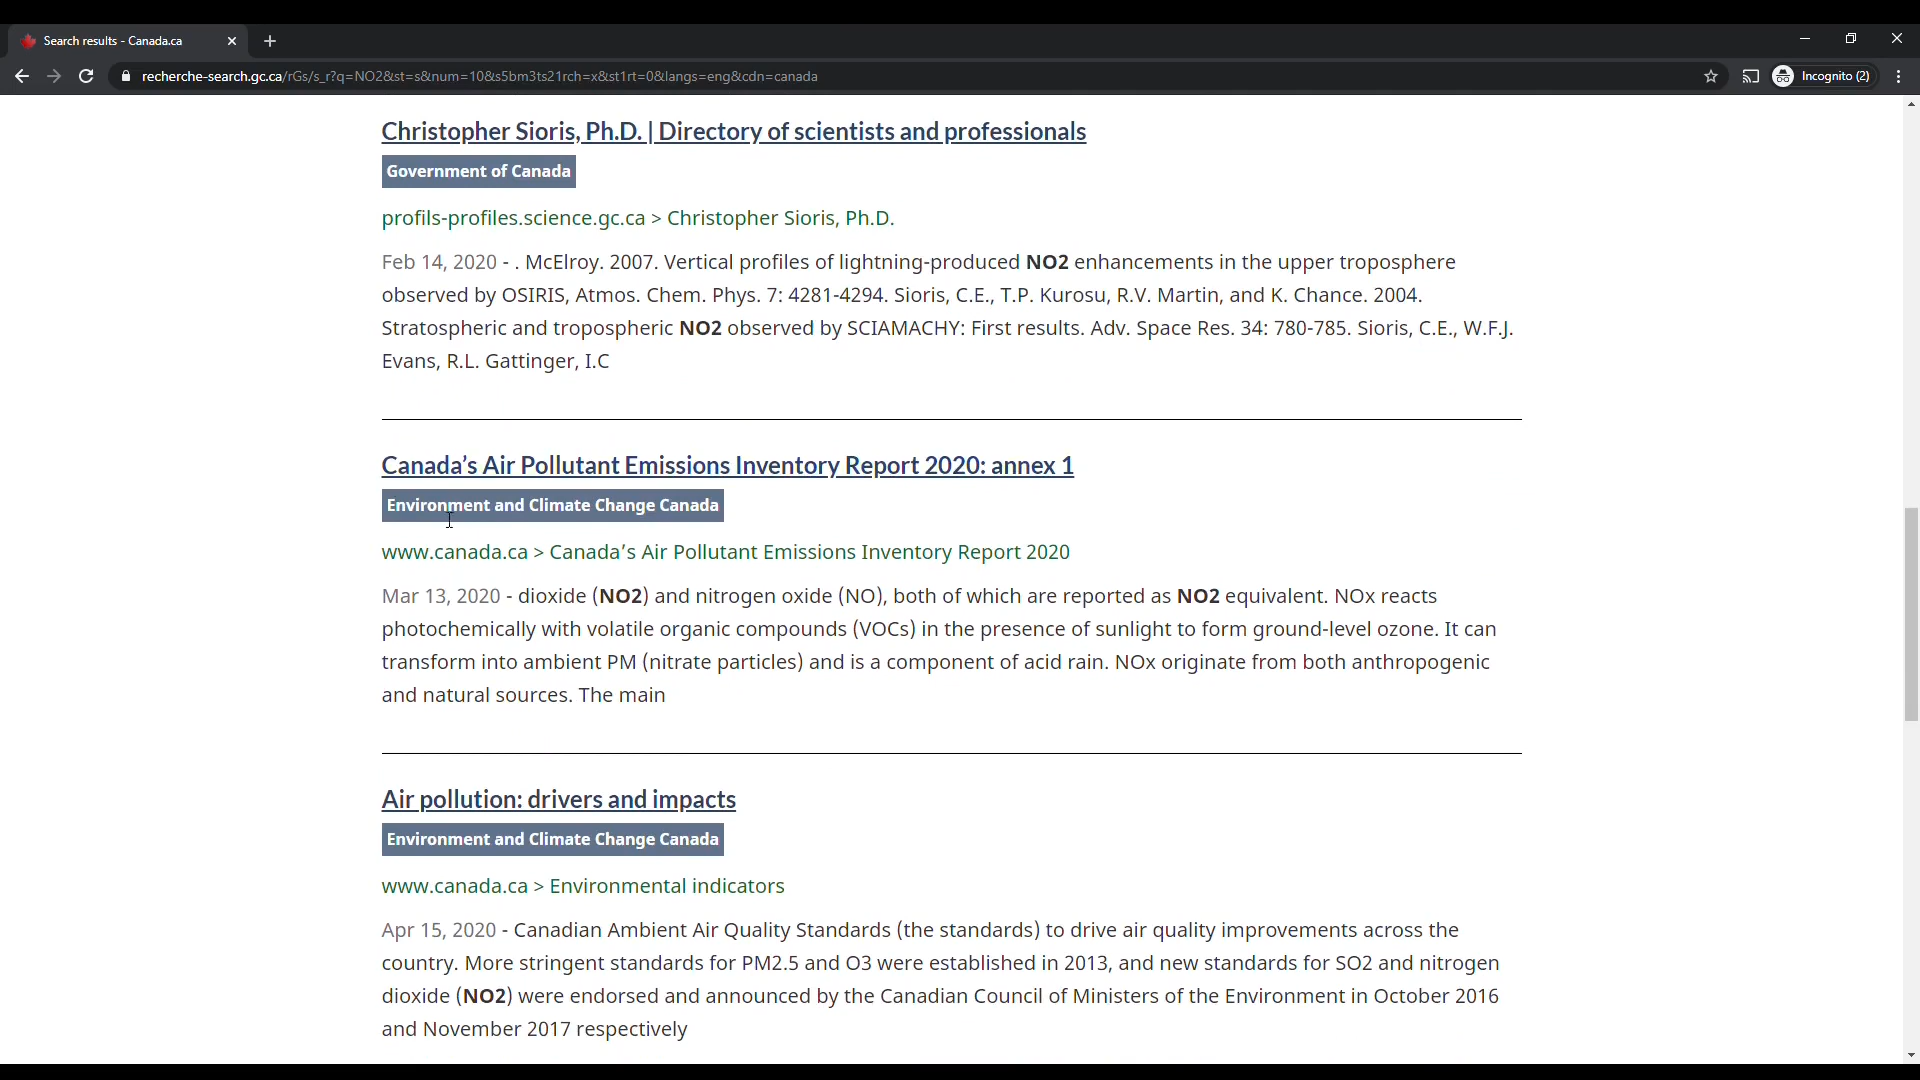 Search results - Canada.ca
recherche-search.gc.ca/rGs/s_r?q=NO2&st=s&num=10&s5bm3ts21rch=x&st1rt=0&langs=eng&cdn=canada
Incognito (2)
Christopher Sioris, Ph.D. | Directory of scientists and professionals
Government of Canada
profils-profiles.science.gc.ca > Christopher Sioris, Ph.D.
Feb 14, 2020 - . McElroy. 2007. Vertical profiles of lightning-produced NO2 enhancements in the upper troposphere
observed by OSIRIS, Atmos. Chem. Phys. 7: 4281-4294. Sioris, C.E., T.P. Kurosu, R.V. Martin, and K. Chance. 2004.
Stratospheric and tropospheric NO2 observed by SCIAMACHY: First results. Adv. Space Res. 34: 780-785. Sioris, C.E., W.F.J.
Evans, R.L. Gattinger, I.C
Canada’s Air Pollutant Emissions Inventory Report 2020: annex 1
Environment and Climate Change Canada
www.canada.ca > Canada’s Air Pollutant Emissions Inventory Report 2020
Mar 13, 2020 - dioxide (NO2) and nitrogen oxide (NO), both of which are reported as NO2 equivalent. NOx reacts
photochemically with volatile organic compounds (VOCs) in the presence of sunlight to form ground-level ozone. It can
transform into ambient PM (nitrate particles) and is a component of acid rain. NOx originate from both anthropogenic
and natural sources. The main
Air pollution: drivers and impacts
Environment and Climate Change Canada
www.canada.ca > Environmental indicators
Apr 15, 2020 - Canadian Ambient Air Quality Standards (the standards) to drive air quality improvements across the
country. More stringent standards for PM2.5 and O3 were established in 2013, and new standards for SO2 and nitrogen
dioxide (NO2) were endorsed and announced by the Canadian Council of Ministers of the Environment in October 2016
and November 2017 respectively